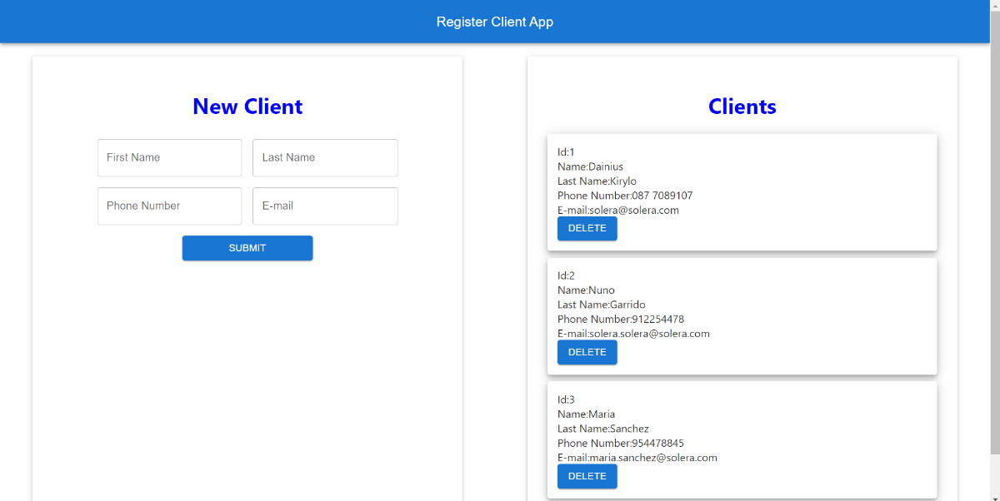 Register Client App
New Client
First Name
Last Name
Phone Number
E-mail
SUBMIT
Clients
Id:1
Name:Dainius
Last Name:Kirylo
Phone Number:087 7089107
E-mail:solera@solera.com
DELETE
Id:2
Name:Nuno
Last Name:Garrido
Phone Number:912254478
E-mail:solera.solera@solera.com
DELETE
Id:3
Name:Maria
Last Name:Sanchez
Phone Number:954478845
E-mail:maria.sanchez@solera.com
DELETE